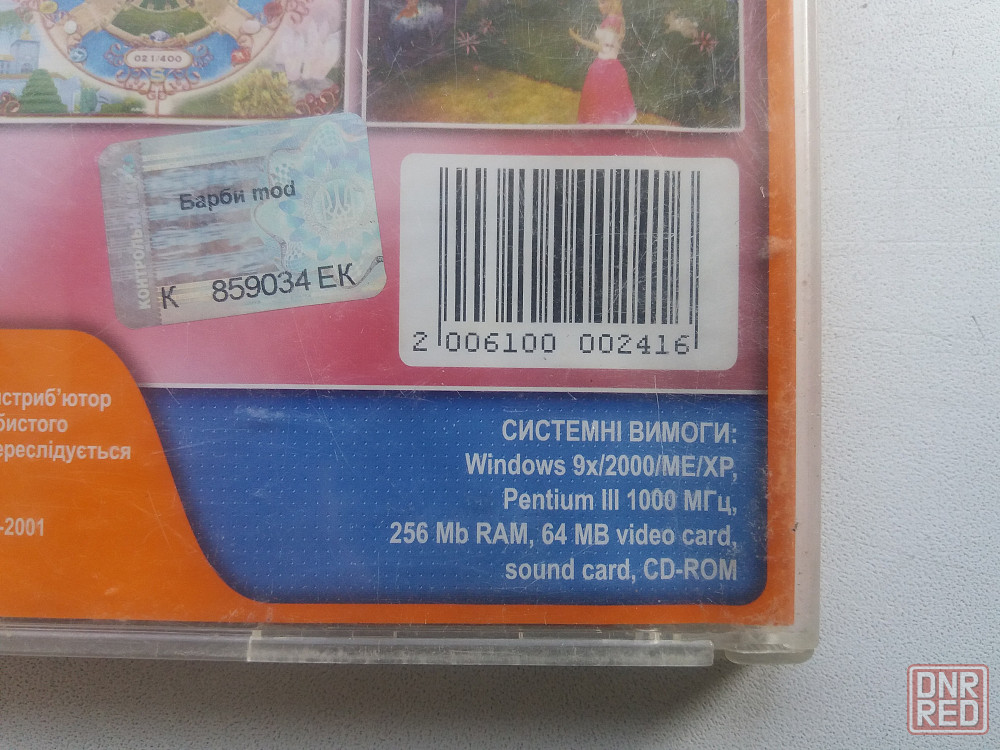 021/400
КОНТРОЛЬНА
Барби mod
К 859034 ЕК
2 006100 002416
истриб'ютор
бистого
ереслідується
-2001
СИСТЕМНІ ВИМОГИ:
Windows 9x/2000/ME/XP,
Pentium III 1000 МГц,
256 Mb RAM, 64 MB video card,
sound card, CD-ROM
DNR
RED